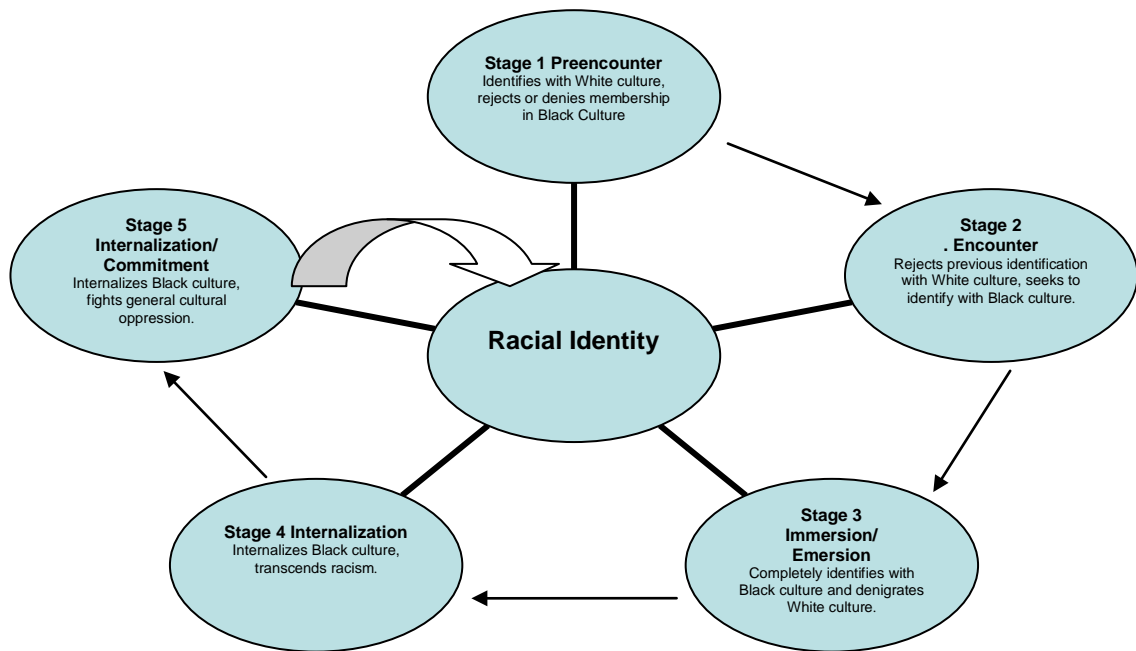 Stage 1 Preencounter
Identifies with White culture,
rejects or denies membership
in Black Culture
Stage 2
. Encounter
Rejects previous identification
with White culture, seeks to
identify with Black culture.
Stage 3
Immersion/
Emersion
Completely identifies with
Black culture and denigrates
White culture.
Stage 4 Internalization
Internalizes Black culture,
transcends racism.
Stage 5
Internalization/
Commitment
Internalizes Black culture,
fights general cultural
oppression.
Racial Identity